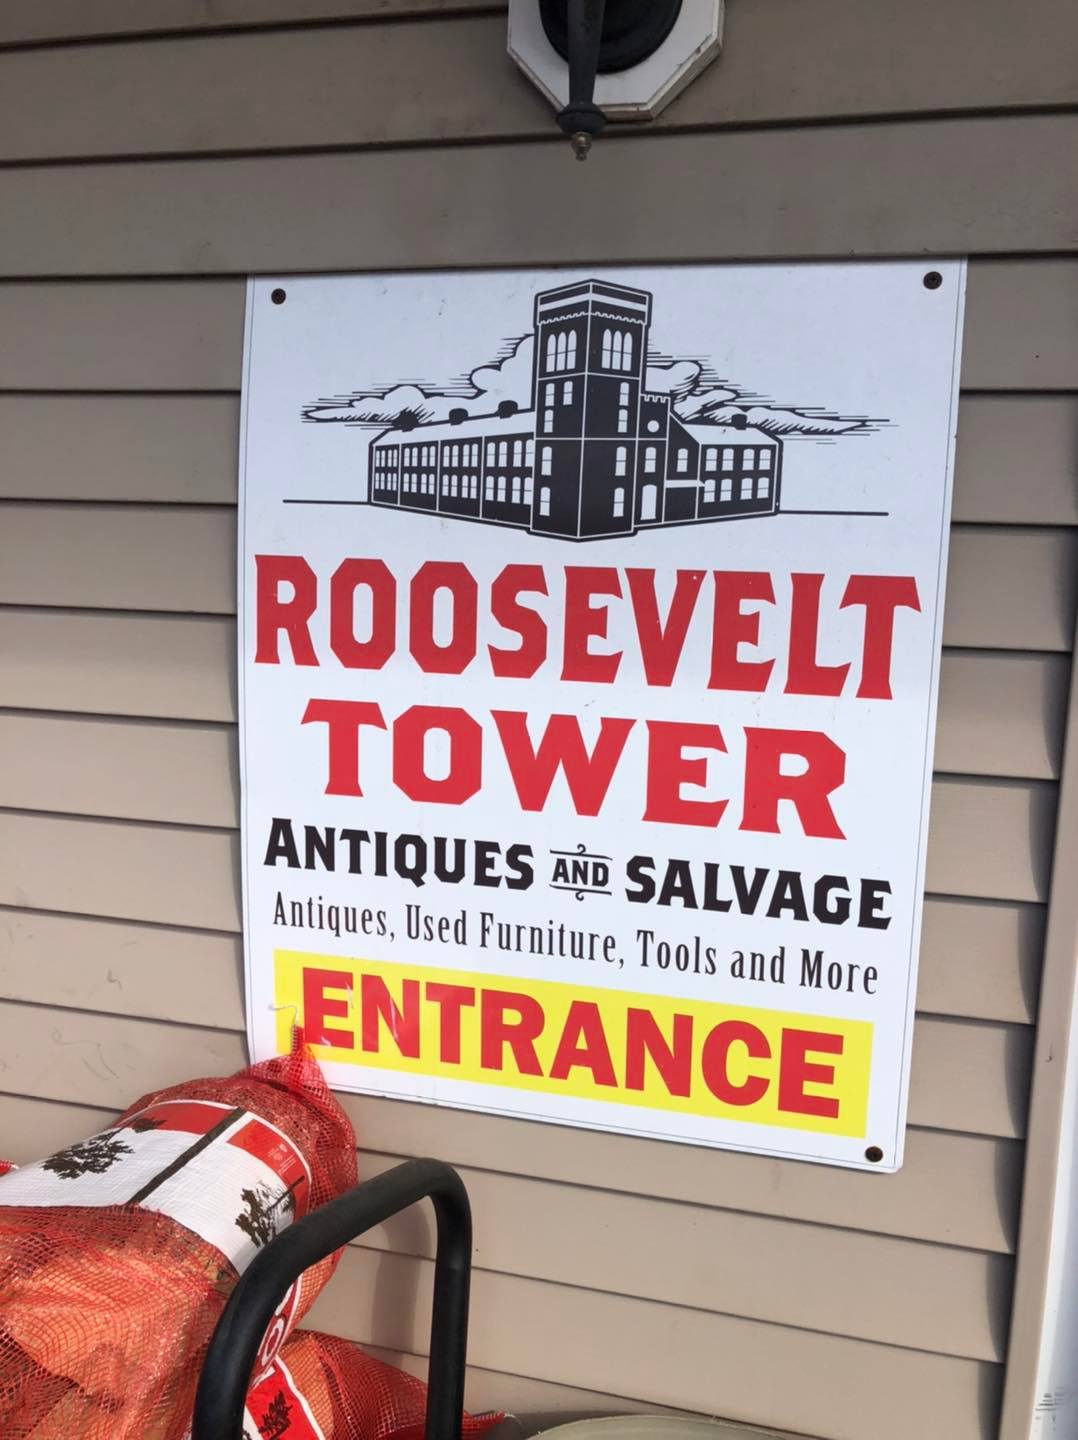 ROOSEVELT
TOWER
ANTIQUES AND SALVAGE
Antiques, Used Furniture, Tools and More
ENTRANCE